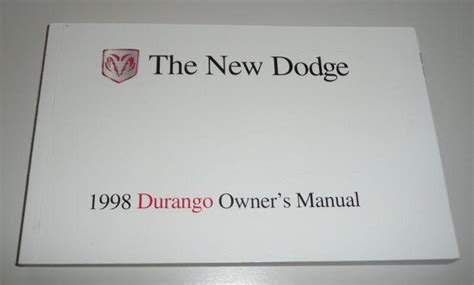 The New Dodge
1998 Durango Owner's Manual